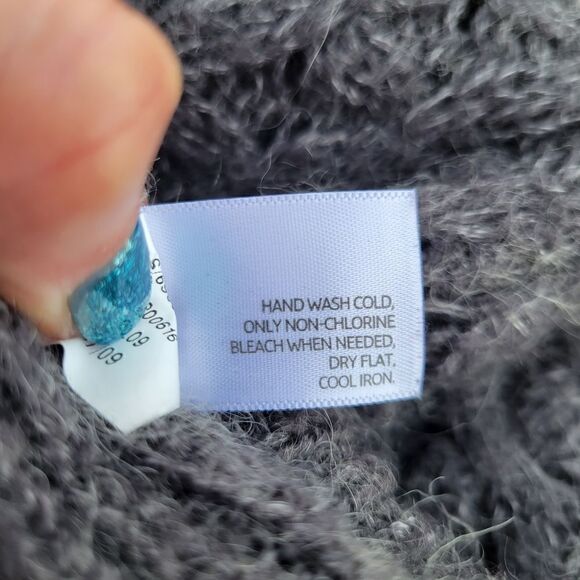 HAND WASH COLD,
ONLY NON-CHLORINE
BLEACH WHEN NEEDED,
DRY FLAT,
COOL IRON.